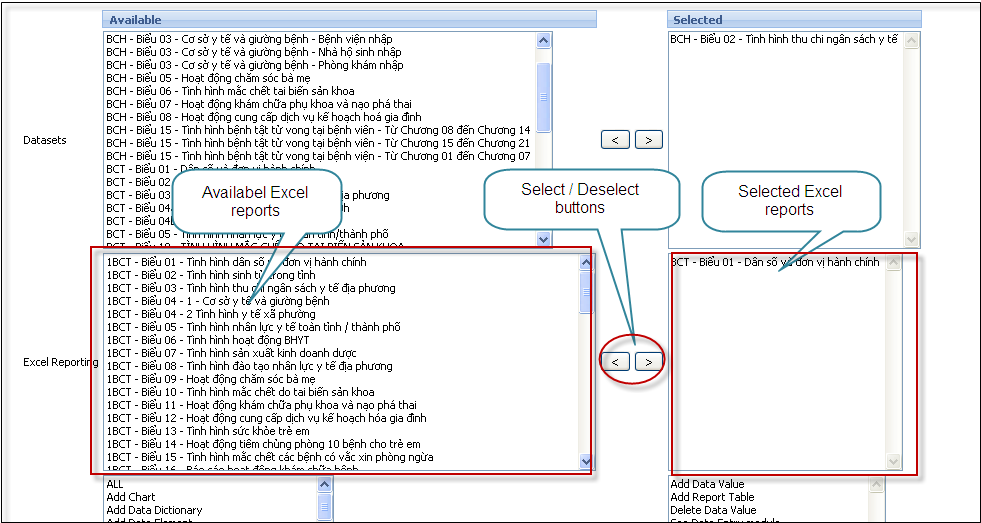 Available
Selected
BCH - Biểu 03 - Cơ sở y tế và giường bệnh - Bệnh viện nhập
BCH - Biểu 03 - Cơ sở y tế và giường bệnh - Nhà hộ sinh nhập
BCH - Biểu 03 - Cơ sở y tế và giường bệnh - Phòng khám nhập
BCH - Biểu 05 - Hoạt động chăm sóc bà mẹ
BCH - Biểu 06 - Tình hình mắc chết tai biến sản khoa
BCH - Biểu 07 - Hoạt động khám chữa phụ khoa và nạo phá thai
BCH - Biểu 08 - Hoạt động cung cấp dịch vụ kế hoạch hoá gia đình
BCH - Biểu 15 - Tình hình bệnh tật tử vong tại bệnh viên - Từ Chương 08 đến Chương 14
BCH - Biểu 15 - Tình hình bệnh tật tử vong tại bệnh viên - Từ Chương 15 đến Chương 21
BCH - Biểu 15 - Tình hình bệnh tật tử vong tại bệnh viên - Từ Chương 01 đến Chương 07
BCT - Biểu 01 - Dân số và đơn vị hành chính
BCT - Biểu 02
BCT - Biểu 03 địa phương
BCT - Biểu 04
BCT - Biểu 04
BCT - Biểu 05 - Tình hình nhân lực y tế tỉnh/thành phố
BCT - Biểu 10 - TÌNH HÌNH MẮC CHẾT DO TAI BIẾN SẢN KHOA
Datasets
< >
BCH - Biểu 02 - Tình hình thu chi ngân sách y tế
Availabel Excel
reports
Select / Deselect
buttons
Selected Excel
reports
Excel Reporting
1BCT - Biểu 01 - Tình hình dân số và đơn vị hành chính
1BCT - Biểu 02 - Tình hình sinh tử trong tỉnh
1BCT - Biểu 03 - Tình hình thu chi ngân sách y tế địa phương
1BCT - Biểu 04 - 1 - Cơ sở y tế và giường bệnh
1BCT - Biểu 04 - 2 Tình hình y tế xã phường
1BCT - Biểu 05 - Tình hình nhân lực y tế toàn tỉnh / thành phố
1BCT - Biểu 06 - Tình hình hoạt động BHYT
1BCT - Biểu 07 - Tình hình sản xuất kinh doanh dược
1BCT - Biểu 08 - Tình hình đào tạo nhân lực y tế địa phương
1BCT - Biểu 09 - Hoạt động chăm sóc bà mẹ
1BCT - Biểu 10 - Tình hình mắc chết do tai biến sản khoa
1BCT - Biểu 11 - Hoạt động khám chữa phụ khoa và nạo phá thai
1BCT - Biểu 12 - Hoạt động cung cấp dịch vụ kế hoạch hóa gia đình
1BCT - Biểu 13 - Tình hình sức khỏe trẻ em
1BCT - Biểu 14 - Hoạt động tiêm chủng phòng 10 bệnh cho trẻ em
1BCT - Biểu 15 - Tình hình mắc chết các bệnh có vắc xin phòng ngừa
1BCT - Biểu 16 - Báo cáo hoạt động khám chữa bệnh
< >
BCT - Biểu 01 - Dân số và đơn vị hành chính
ALL
Add Chart
Add Data Dictionary
Add Data Element
Add Data Value
Add Report Table
Delete Data Value
See Data Entry module